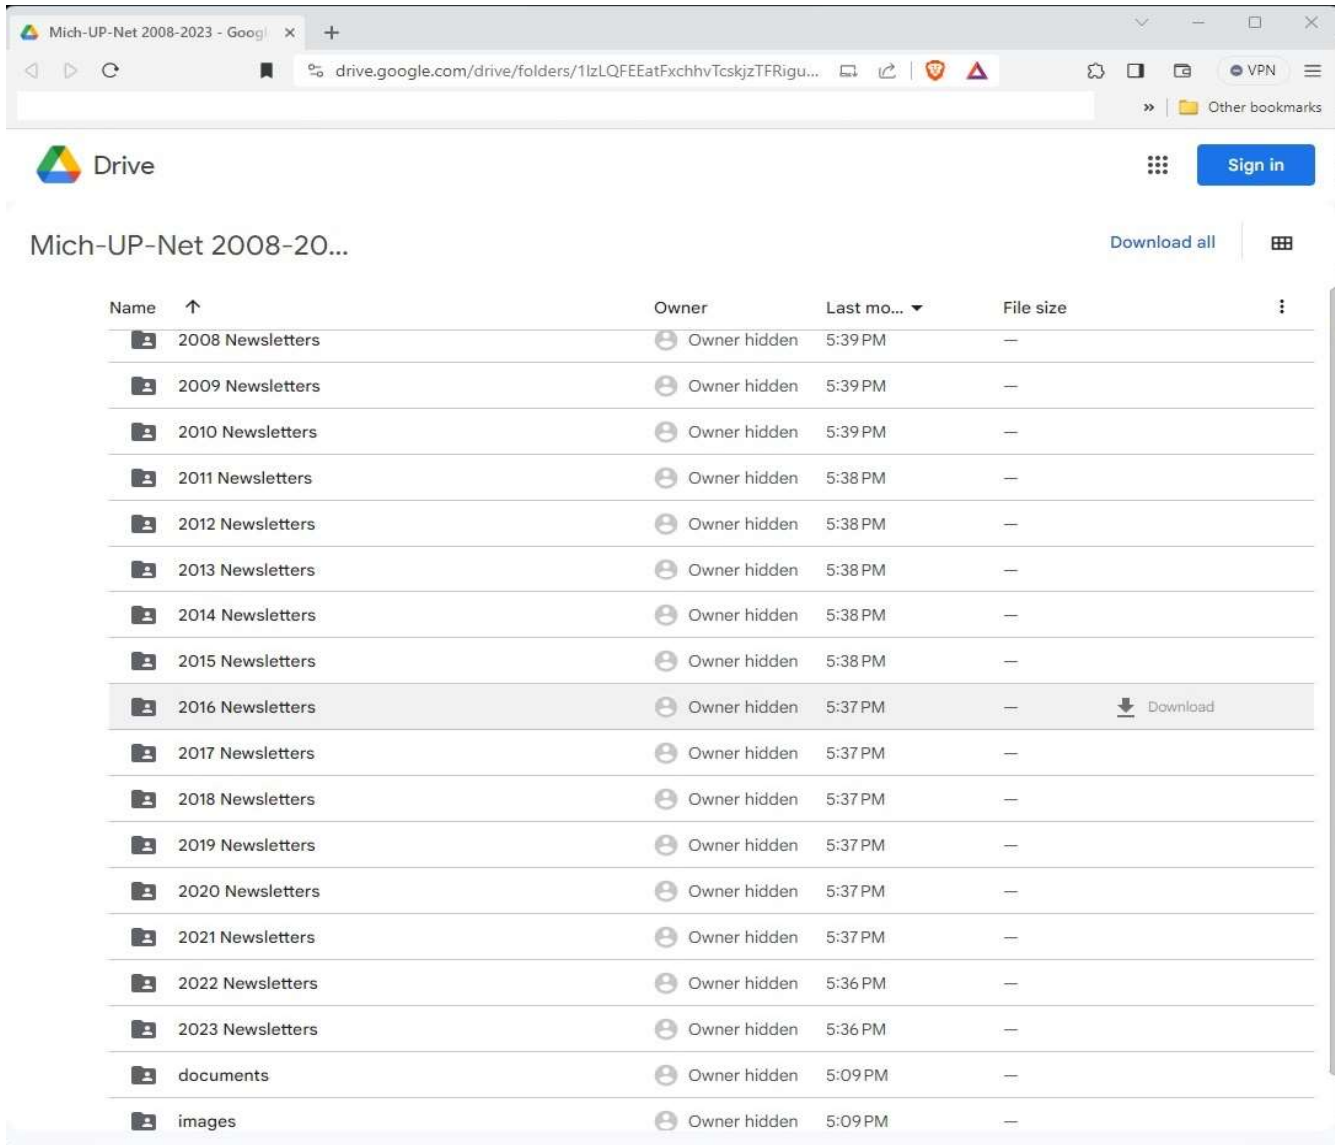 Mich-UP-Net 2008-2023 - Googl
drive.google.com/drive/folders/1IzLQFEEatFxchhvTcskjzTFRigu... VPN
» Other bookmarks
Drive Sign in
Mich-UP-Net 2008-20... Download all
Name Owner Last mo... File size
2008 Newsletters Owner hidden 5:39 PM —
2009 Newsletters Owner hidden 5:39 PM —
2010 Newsletters Owner hidden 5:39 PM —
2011 Newsletters Owner hidden 5:38 PM —
2012 Newsletters Owner hidden 5:38 PM —
2013 Newsletters Owner hidden 5:38 PM —
2014 Newsletters Owner hidden 5:38 PM —
2015 Newsletters Owner hidden 5:38 PM —
2016 Newsletters Owner hidden 5:37 PM — Download
2017 Newsletters Owner hidden 5:37 PM —
2018 Newsletters Owner hidden 5:37 PM —
2019 Newsletters Owner hidden 5:37 PM —
2020 Newsletters Owner hidden 5:37 PM —
2021 Newsletters Owner hidden 5:37 PM —
2022 Newsletters Owner hidden 5:36 PM —
2023 Newsletters Owner hidden 5:36 PM —
documents Owner hidden 5:09 PM —
images Owner hidden 5:09 PM —